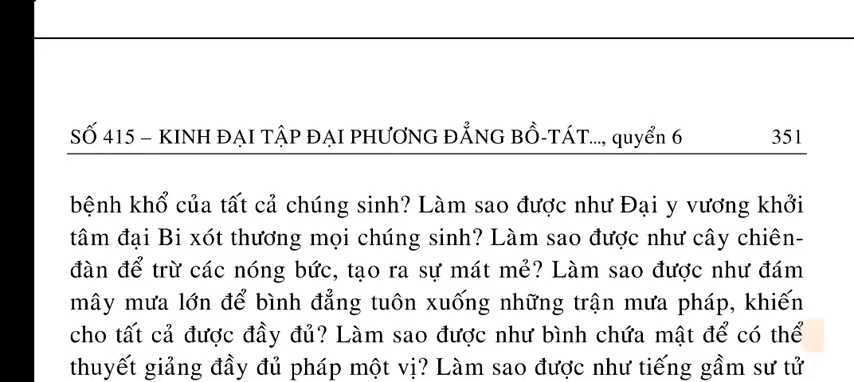 SỐ 415 – KINH ĐẠI TẬP ĐẠI PHƯƠNG ĐẲNG BỒ-TÁT..., quyển 6 351
bệnh khổ của tất cả chúng sinh? Làm sao được như Đại y vương khởi
tâm đại Bi xót thương mọi chúng sinh? Làm sao được như cây chiên-
đàn để trừ các nóng bức, tạo ra sự mát mẻ? Làm sao được như đám
mây mưa lớn để bình đẳng tuôn xuống những trận mưa pháp, khiến
cho tất cả được đầy đủ? Làm sao được như bình chứa mật để có thể
thuyết giảng đầy đủ pháp một vị? Làm sao được như tiếng gầm sư tử